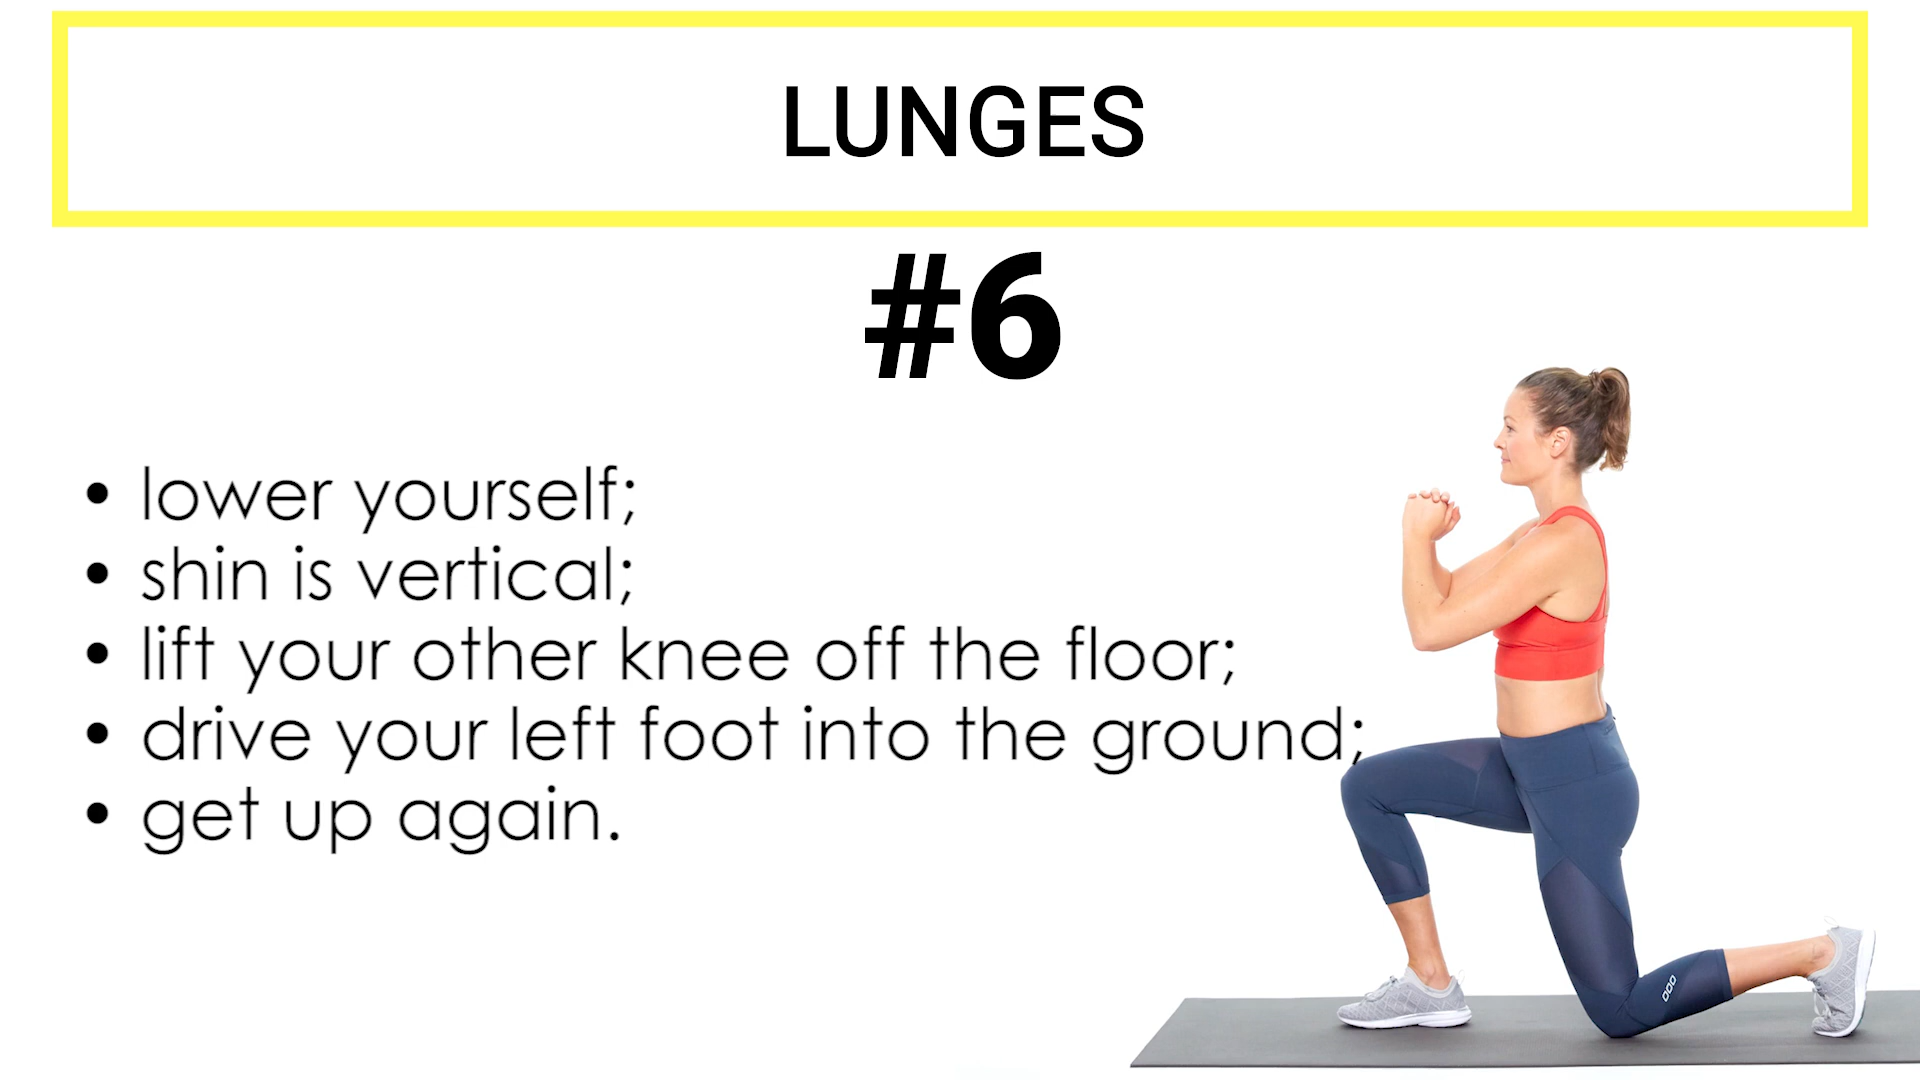 LUNGES
#6
• lower yourself;
• shin is vertical;
• lift your other knee off the floor;
• drive your left foot into the ground;
• get up again.